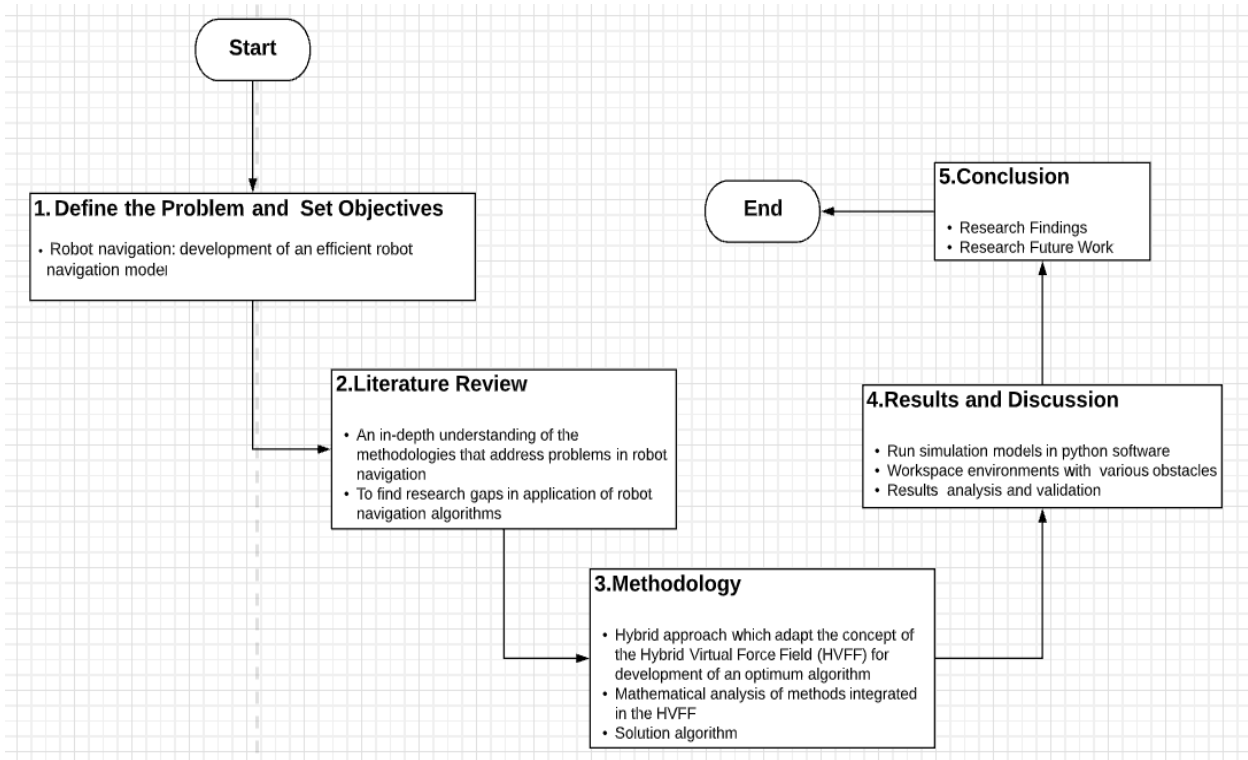 Start
1. Define the Problem and Set Objectives
• Robot navigation: development of an efficient robot
navigation model
2.Literature Review
• An in-depth understanding of the
methodologies that address problems in robot
navigation
• To find research gaps in application of robot
navigation algorithms
3.Methodology
• Hybrid approach which adapt the concept of
the Hybrid Virtual Force Field (HVFF) for
development of an optimum algorithm
• Mathematical analysis of methods integrated
in the HVFF
• Solution algorithm
4.Results and Discussion
• Run simulation models in python software
• Workspace environments with various obstacles
• Results analysis and validation
5.Conclusion
• Research Findings
• Research Future Work
End